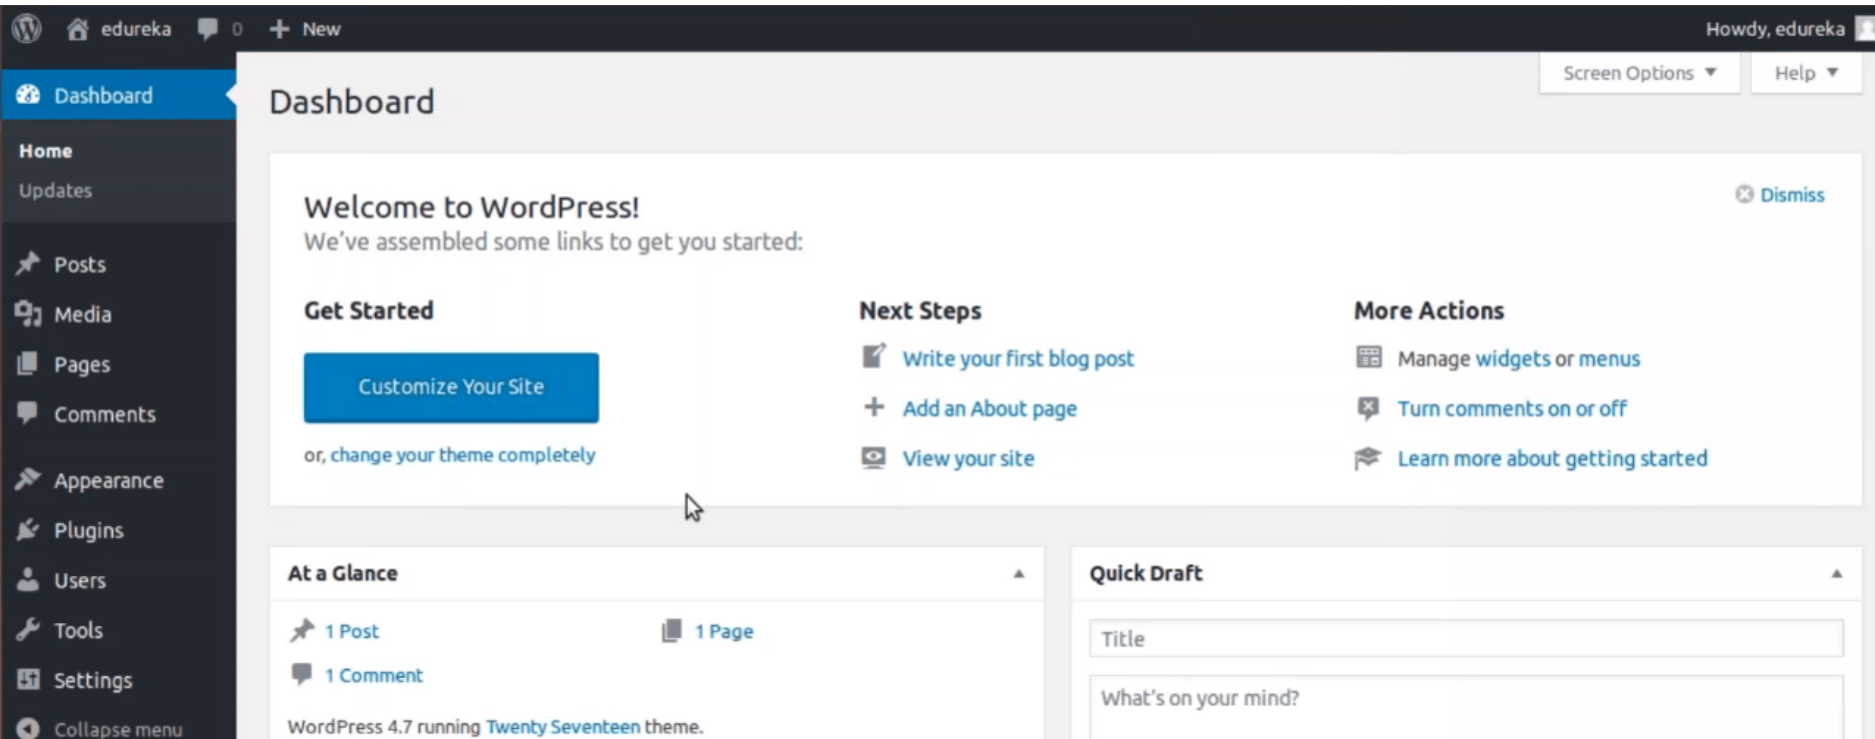 edureka 0 New Howdy, edureka
Screen Options Help
Dashboard
Home
Updates
Posts
Media
Pages
Comments
Appearance
Plugins
Users
Tools
Settings
Collapse menu
Dashboard
Welcome to WordPress!
We've assembled some links to get you started:
Dismiss
Get Started
Customize Your Site
or, change your theme completely
Next Steps
Write your first blog post
Add an About page
View your site
More Actions
Manage widgets or menus
Turn comments on or off
Learn more about getting started
At a Glance
1 Post
1 Page
1 Comment
WordPress 4.7 running Twenty Seventeen theme.
Quick Draft
Title
What's on your mind?